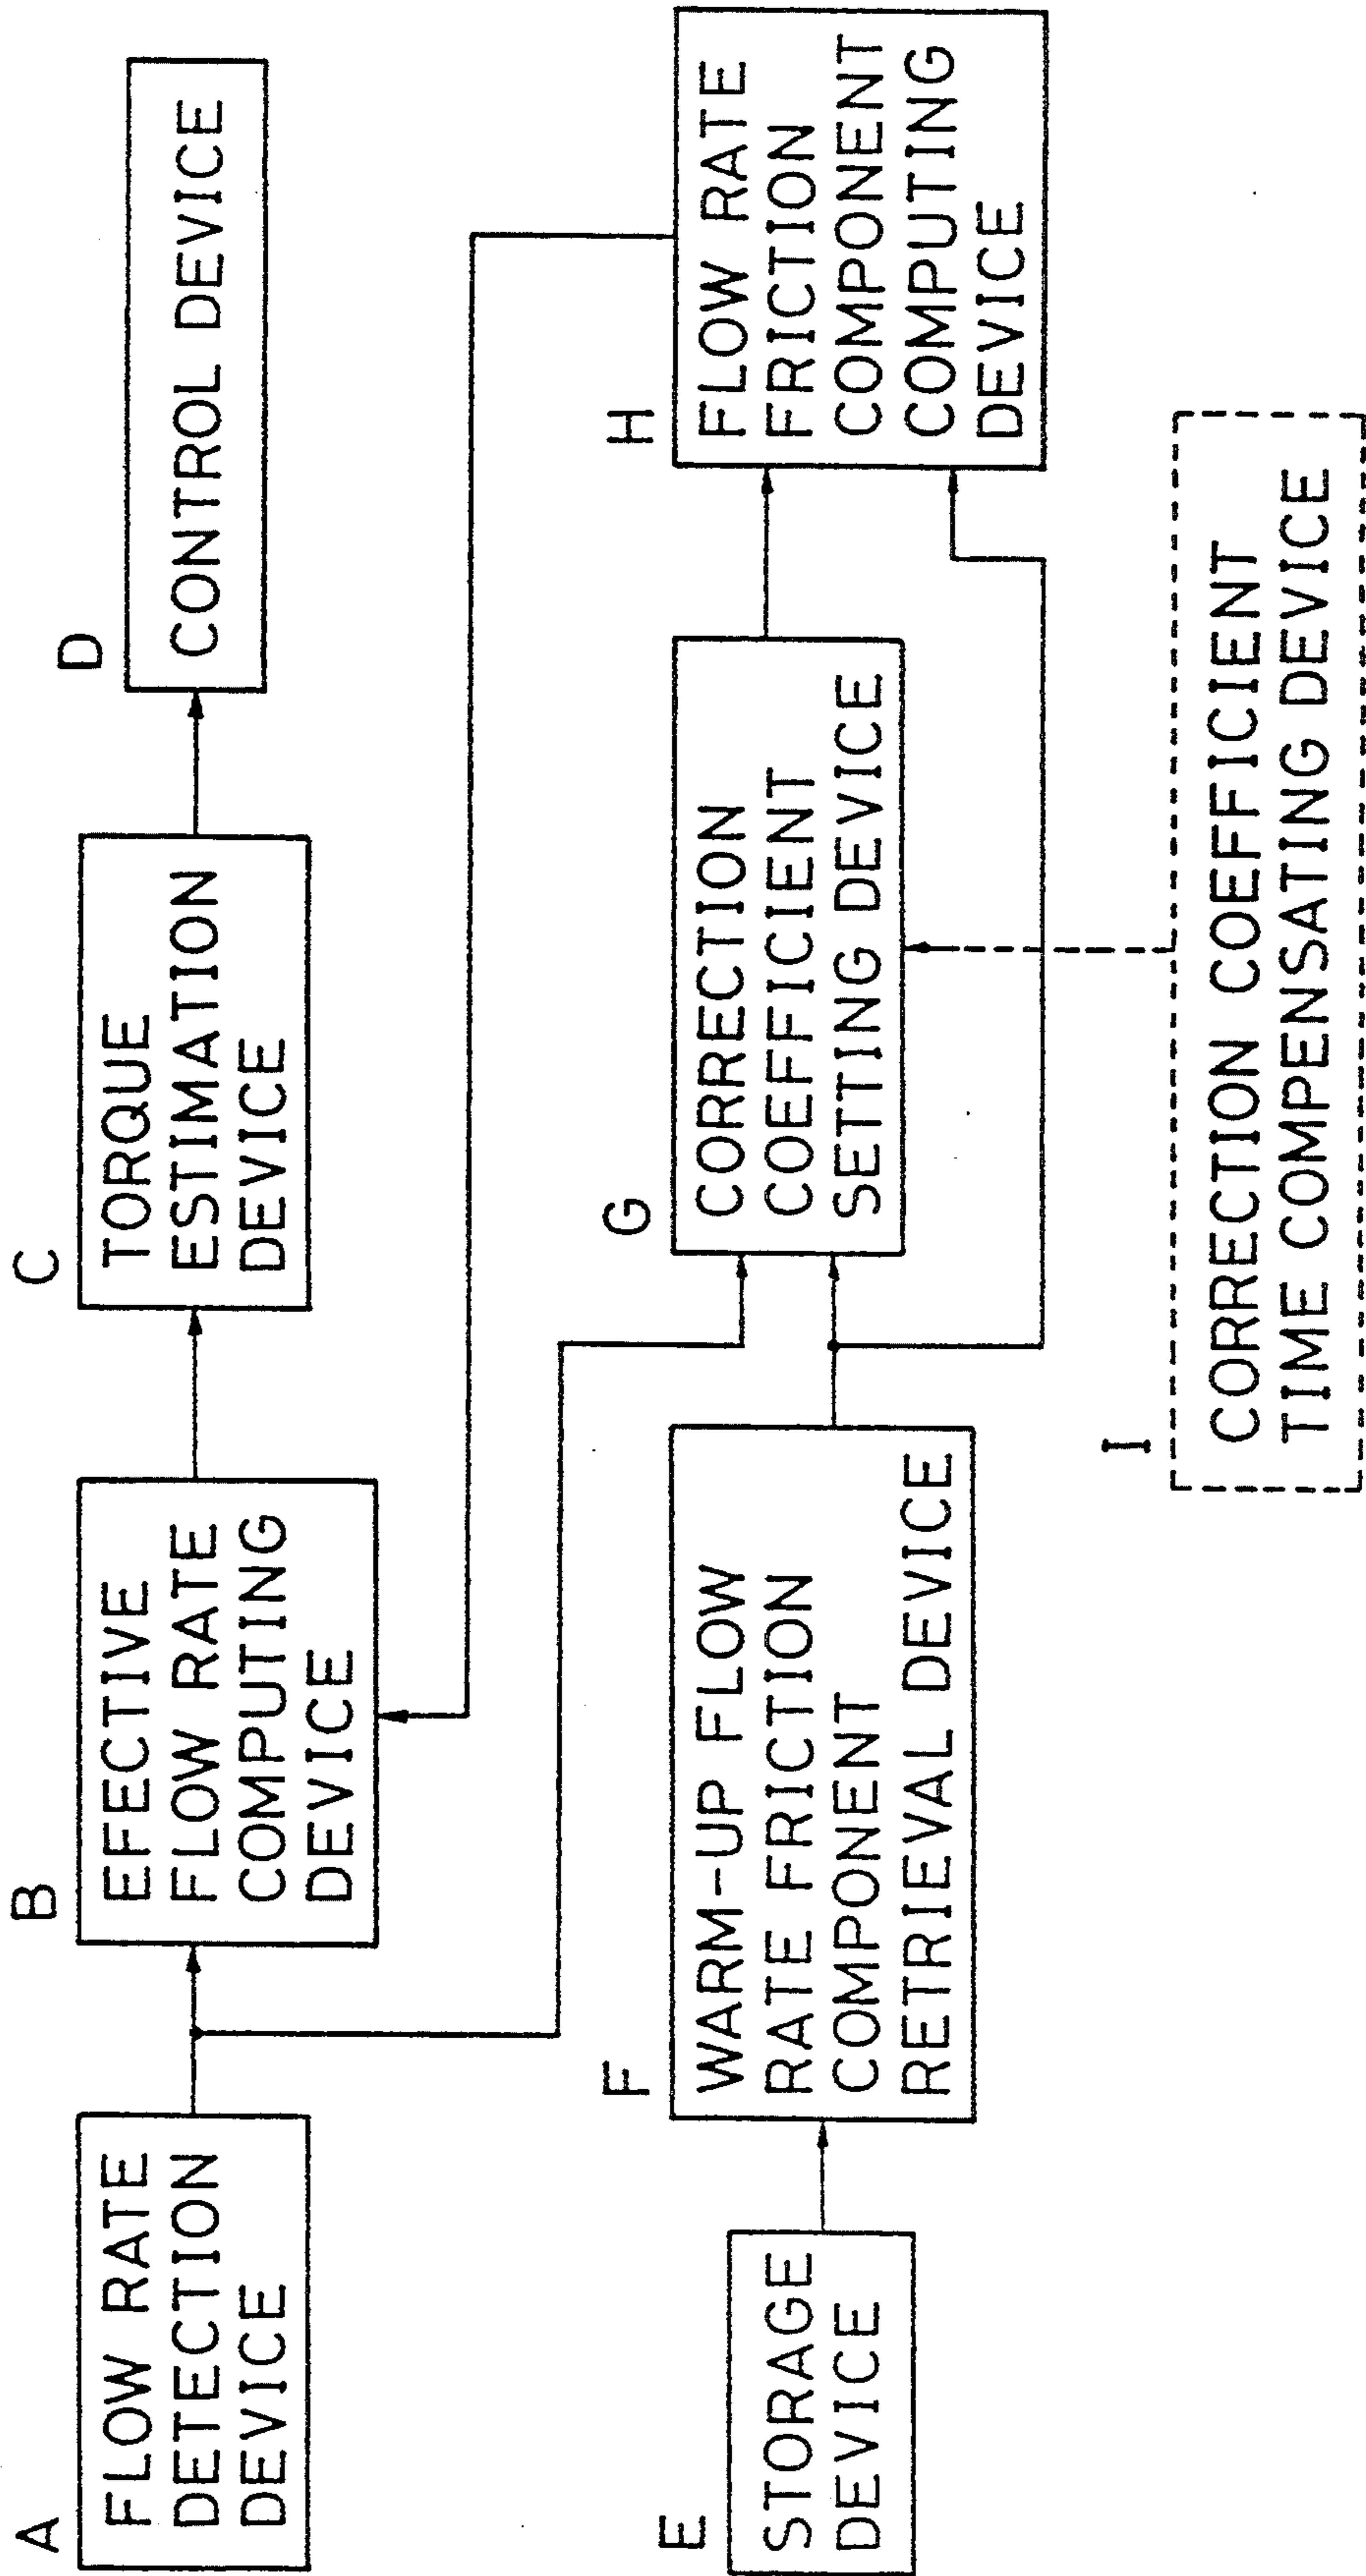 A
FLOW RATE
DETECTION
DEVICE
B
EFFECTIVE
FLOW RATE
COMPUTING
DEVICE
C
TORQUE
ESTIMATION
DEVICE
D
CONTROL DEVICE
E
STORAGE
DEVICE
F
WARM-UP FLOW
RATE FRICTION
COMPONENT
RETRIEVAL DEVICE
G
CORRECTION
COEFFICIENT
SETTING DEVICE
H
FLOW RATE
FRICTION
COMPONENT
COMPUTING
DEVICE
I
CORRECTION COEFFICIENT
TIME COMPENSATING DEVICE